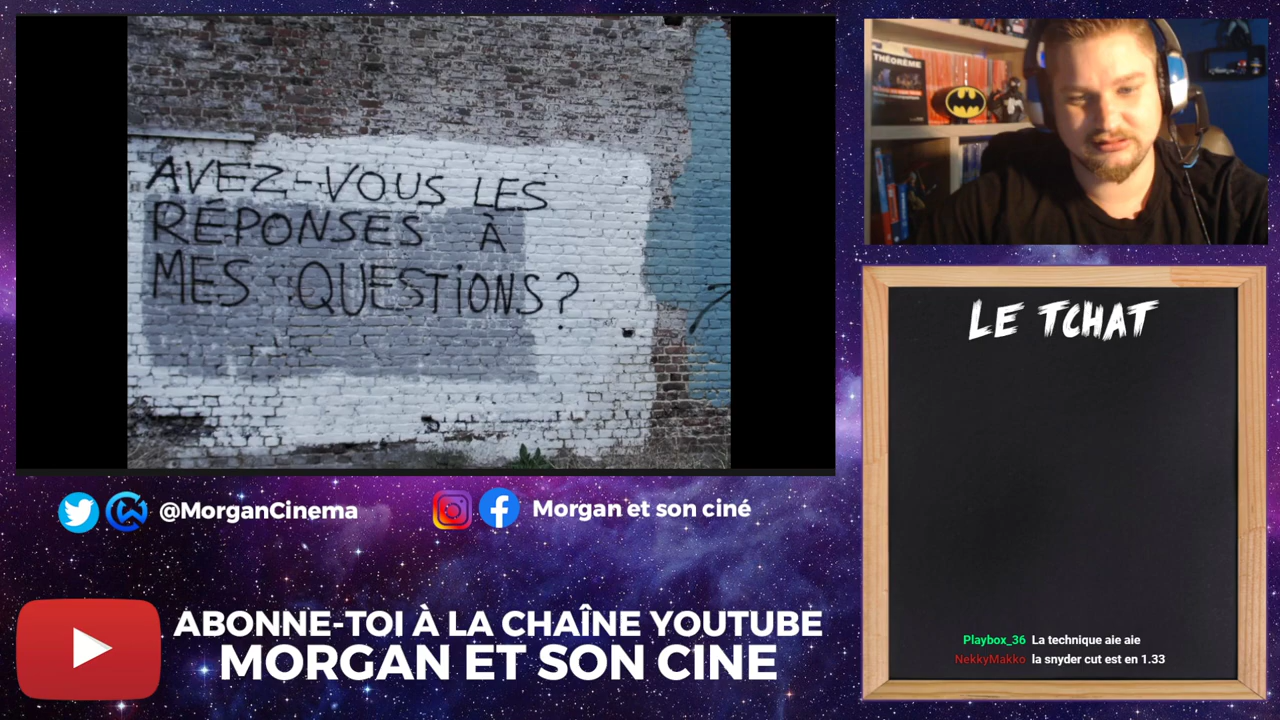 AVEZ-VOUS LES
RÉPONSES À
MES QUESTIONS?
?
THÉORÈME
LE TCHAT
Playbox_36 La technique aie aie
NekkyMakko la snyder cut est en 1.33
@MorganCinema
Morgan et son ciné
ABONNE-TOI À LA CHAÎNE YOUTUBE
MORGAN ET SON CINE